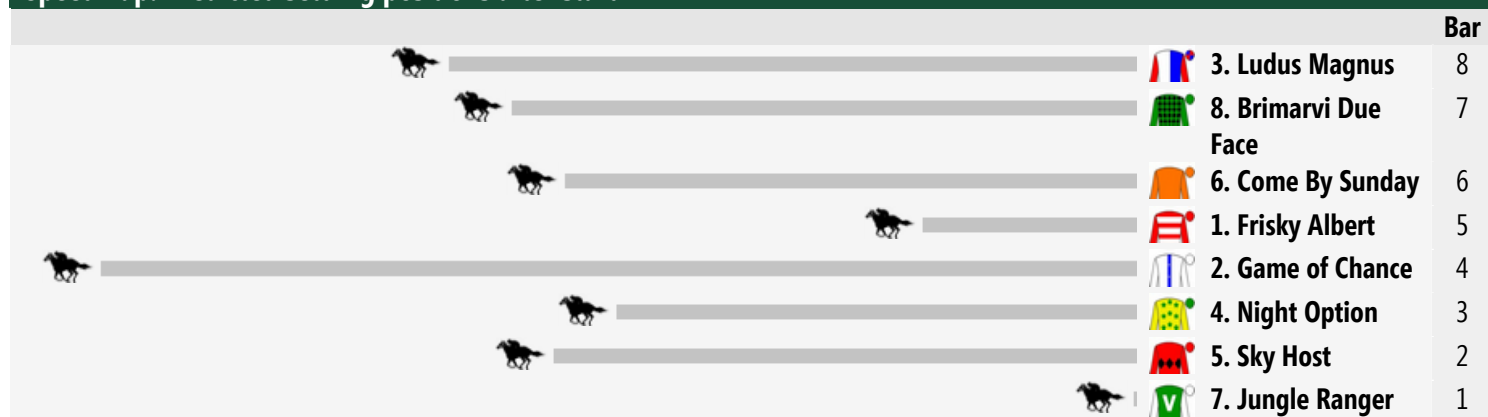 Bar
3. Ludus Magnus 8
8. Brimarvi Due 7
Face
6. Come By Sunday 6
1. Frisky Albert 5
2. Game of Chance 4
4. Night Option 3
5. Sky Host 2
V 7. Jungle Ranger 1